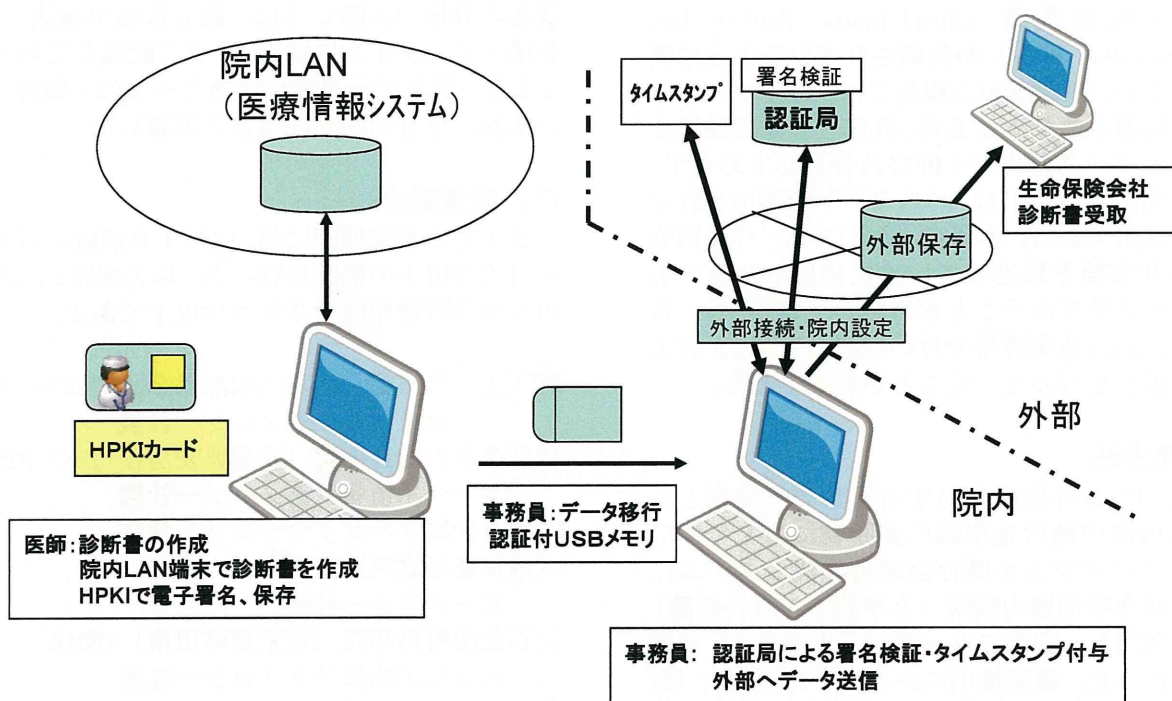 院内LAN
（医療情報システム）
HPKIカード
医師：診断書の作成
院内LAN端末で診断書を作成
HPKIで電子署名、保存
事務員：データ移行
認証付USBメモリ
タイムスタンプ
署名検証
認証局
外部保存
生命保険会社
診断書受取
外部接続・院内設定
外部
院内
事務員： 認証局による署名検証・タイムスタンプ付与
外部へデータ送信